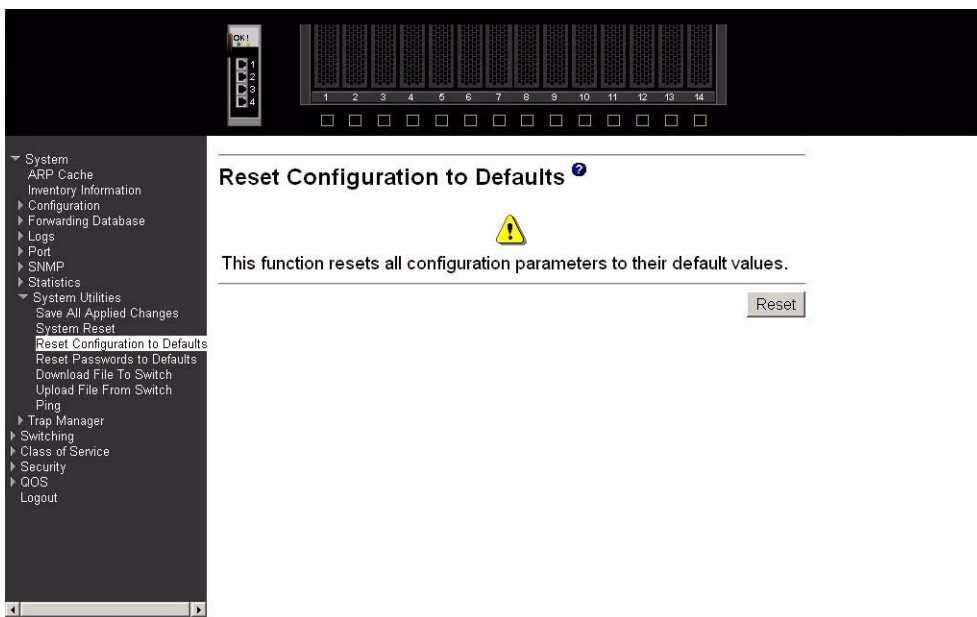 OK!
1
2
3
4
1 2 3 4 5 6 7 8 9 10 11 12 13 14
System
ARP Cache
Inventory Information
Configuration
Forwarding Database
Logs
Port
SNMP
Statistics
System Utilities
Save All Applied Changes
System Reset
Reset Configuration to Defaults
Reset Passwords to Defaults
Download File To Switch
Upload File From Switch
Ping
Trap Manager
Switching
Class of Service
Security
QOS
Logout
Reset Configuration to Defaults ?
!
This function resets all configuration parameters to their default values.
Reset